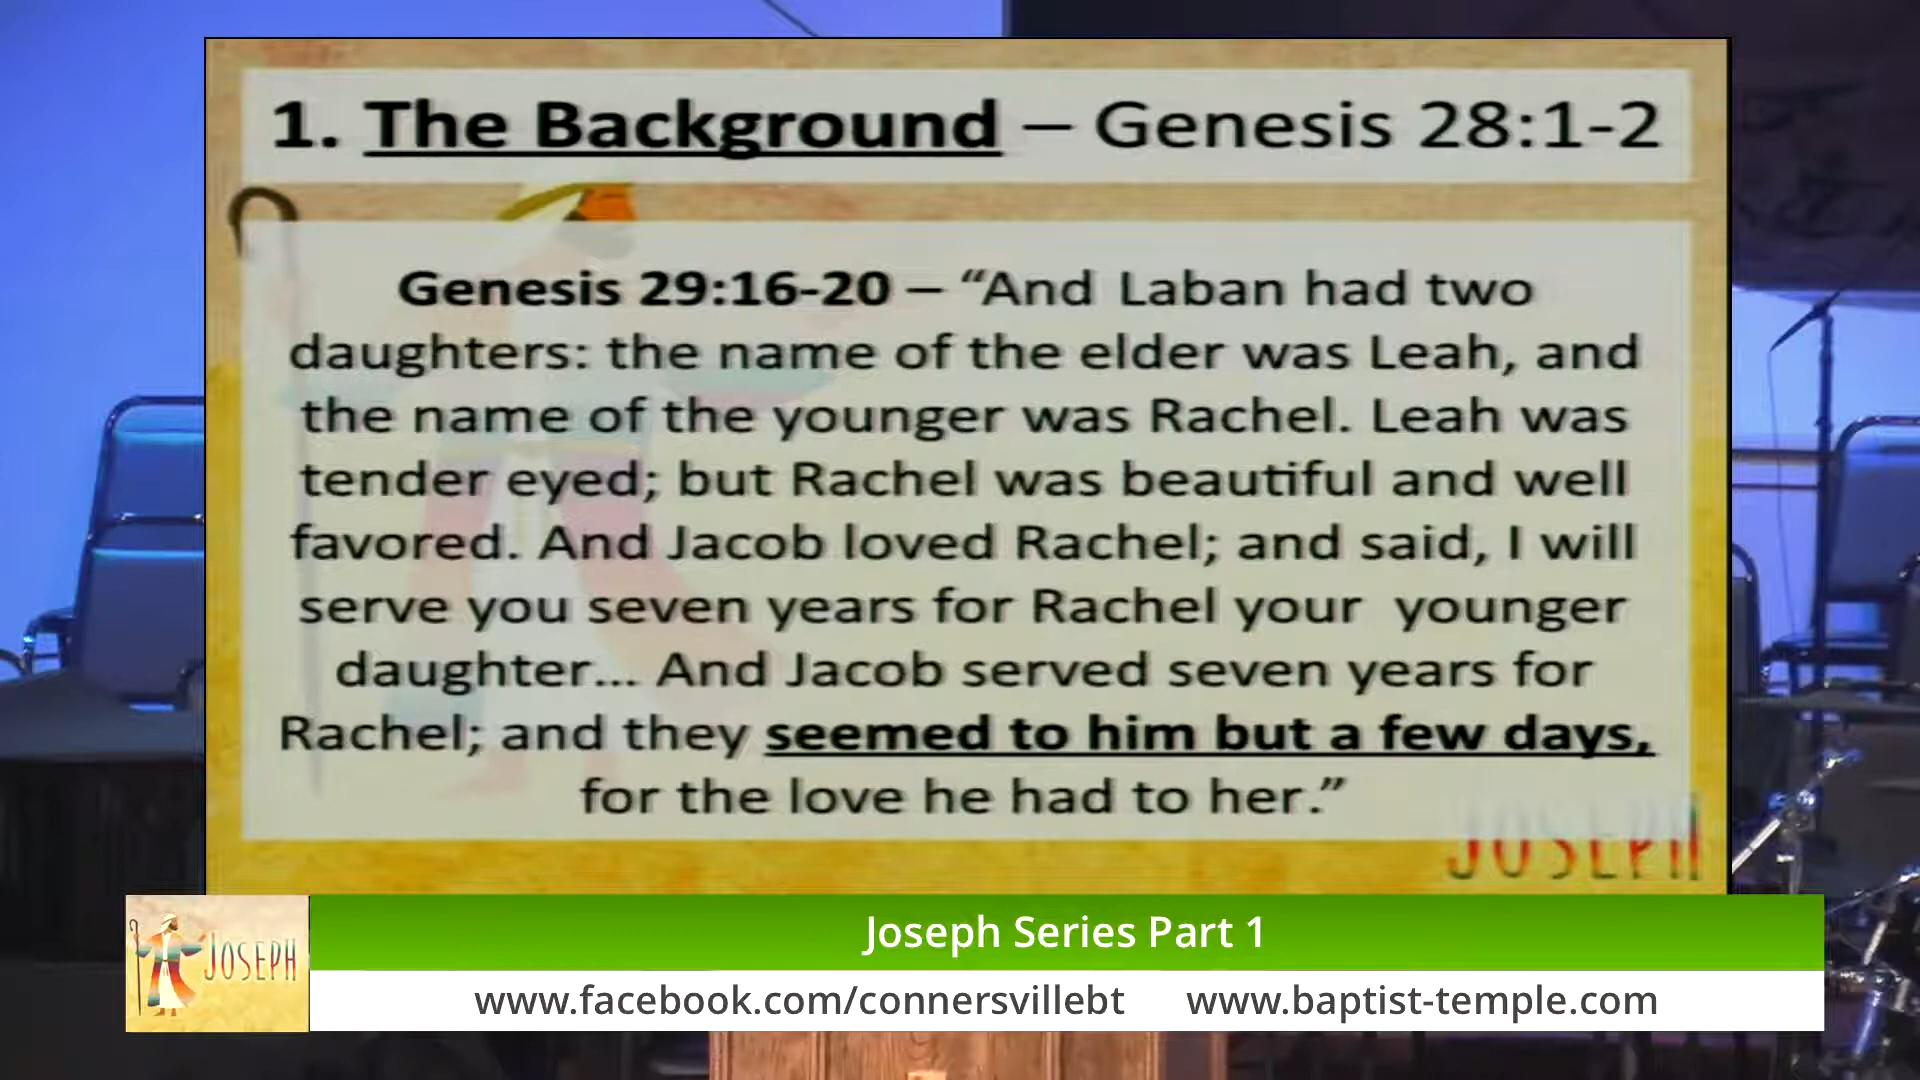 1. The Background – Genesis 28:1-2
Genesis 29:16-20 – “And Laban had two
daughters: the name of the elder was Leah, and
the name of the younger was Rachel. Leah was
tender eyed; but Rachel was beautiful and well
favored. And Jacob loved Rachel; and said, I will
serve you seven years for Rachel your younger
daughter... And Jacob served seven years for
Rachel; and they seemed to him but a few days,
for the love he had to her.”
JOSEPH
JOSEPH
Joseph Series Part 1
www.facebook.com/connersvillebt www.baptist-temple.com